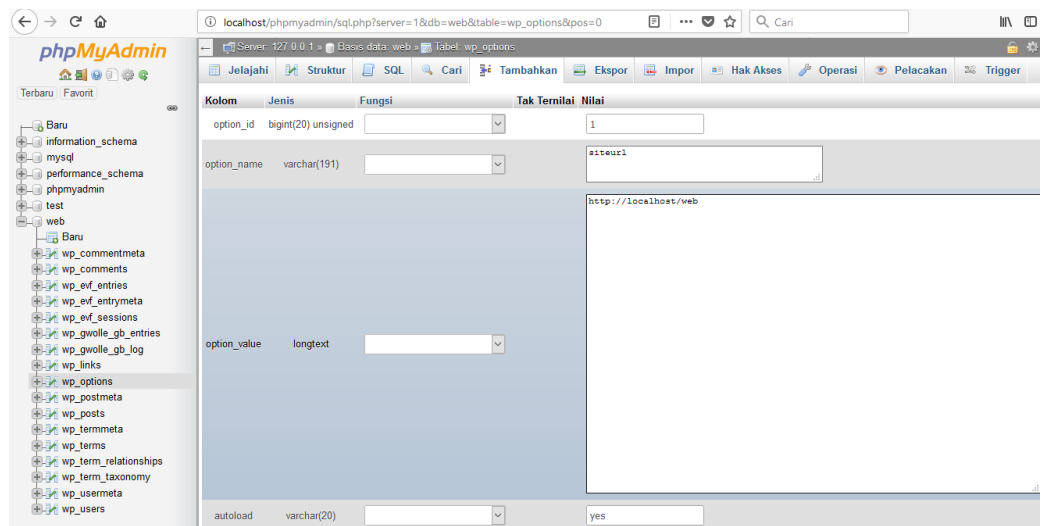 localhost/phpmyadmin/sql.php?server=1&db=web&table=wp_options&pos=0
Cari
phpMyAdmin
Server: 127.0.0.1 » Basis data: web » Tabel: wp_options
Jelajahi Struktur SQL Cari Tambahkan Ekspor Impor Hak Akses Operasi Pelacakan Trigger
Terbaru Favorit
Baru
information_schema
mysql
performance_schema
phpmyadmin
test
web
Baru
wp_commentmeta
wp_comments
wp_evf_entries
wp_evf_entrymeta
wp_evf_sessions
wp_gwolle_gb_entries
wp_gwolle_gb_log
wp_links
wp_options
wp_postmeta
wp_posts
wp_termmeta
wp_terms
wp_term_relationships
wp_term_taxonomy
wp_usermeta
wp_users
Kolom Jenis Fungsi Tak Ternilai Nilai
option_id bigint(20) unsigned 1
option_name varchar(191) siteurl
option_value longtext http://localhost/web
autoload varchar(20) yes